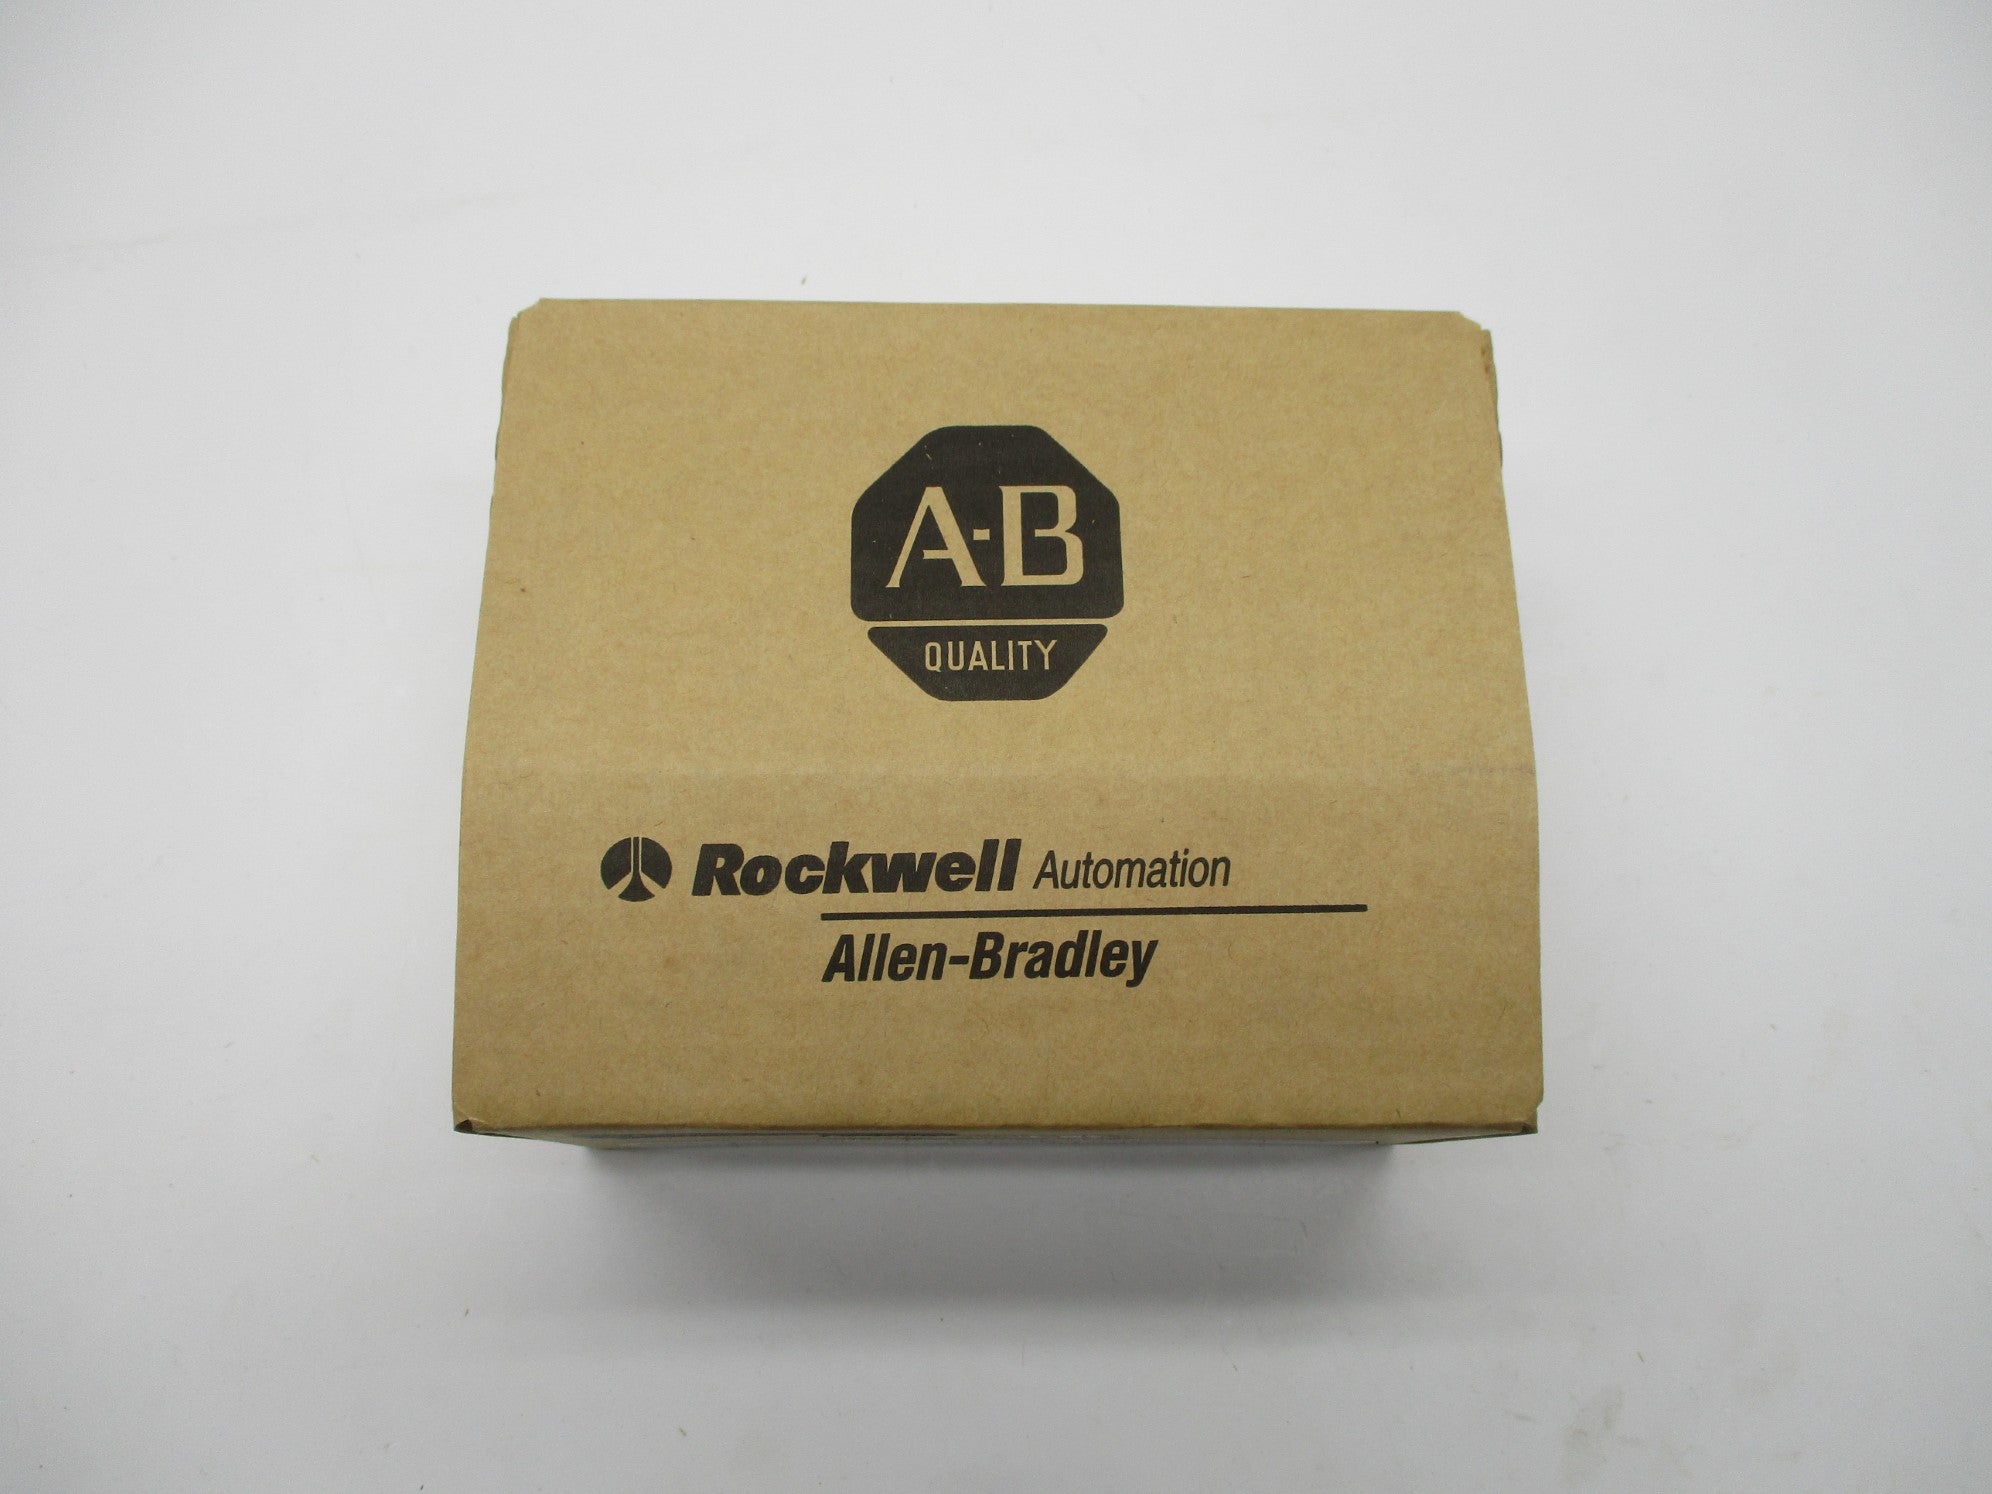 A-B
QUALITY
Rockwell Automation
Allen-Bradley